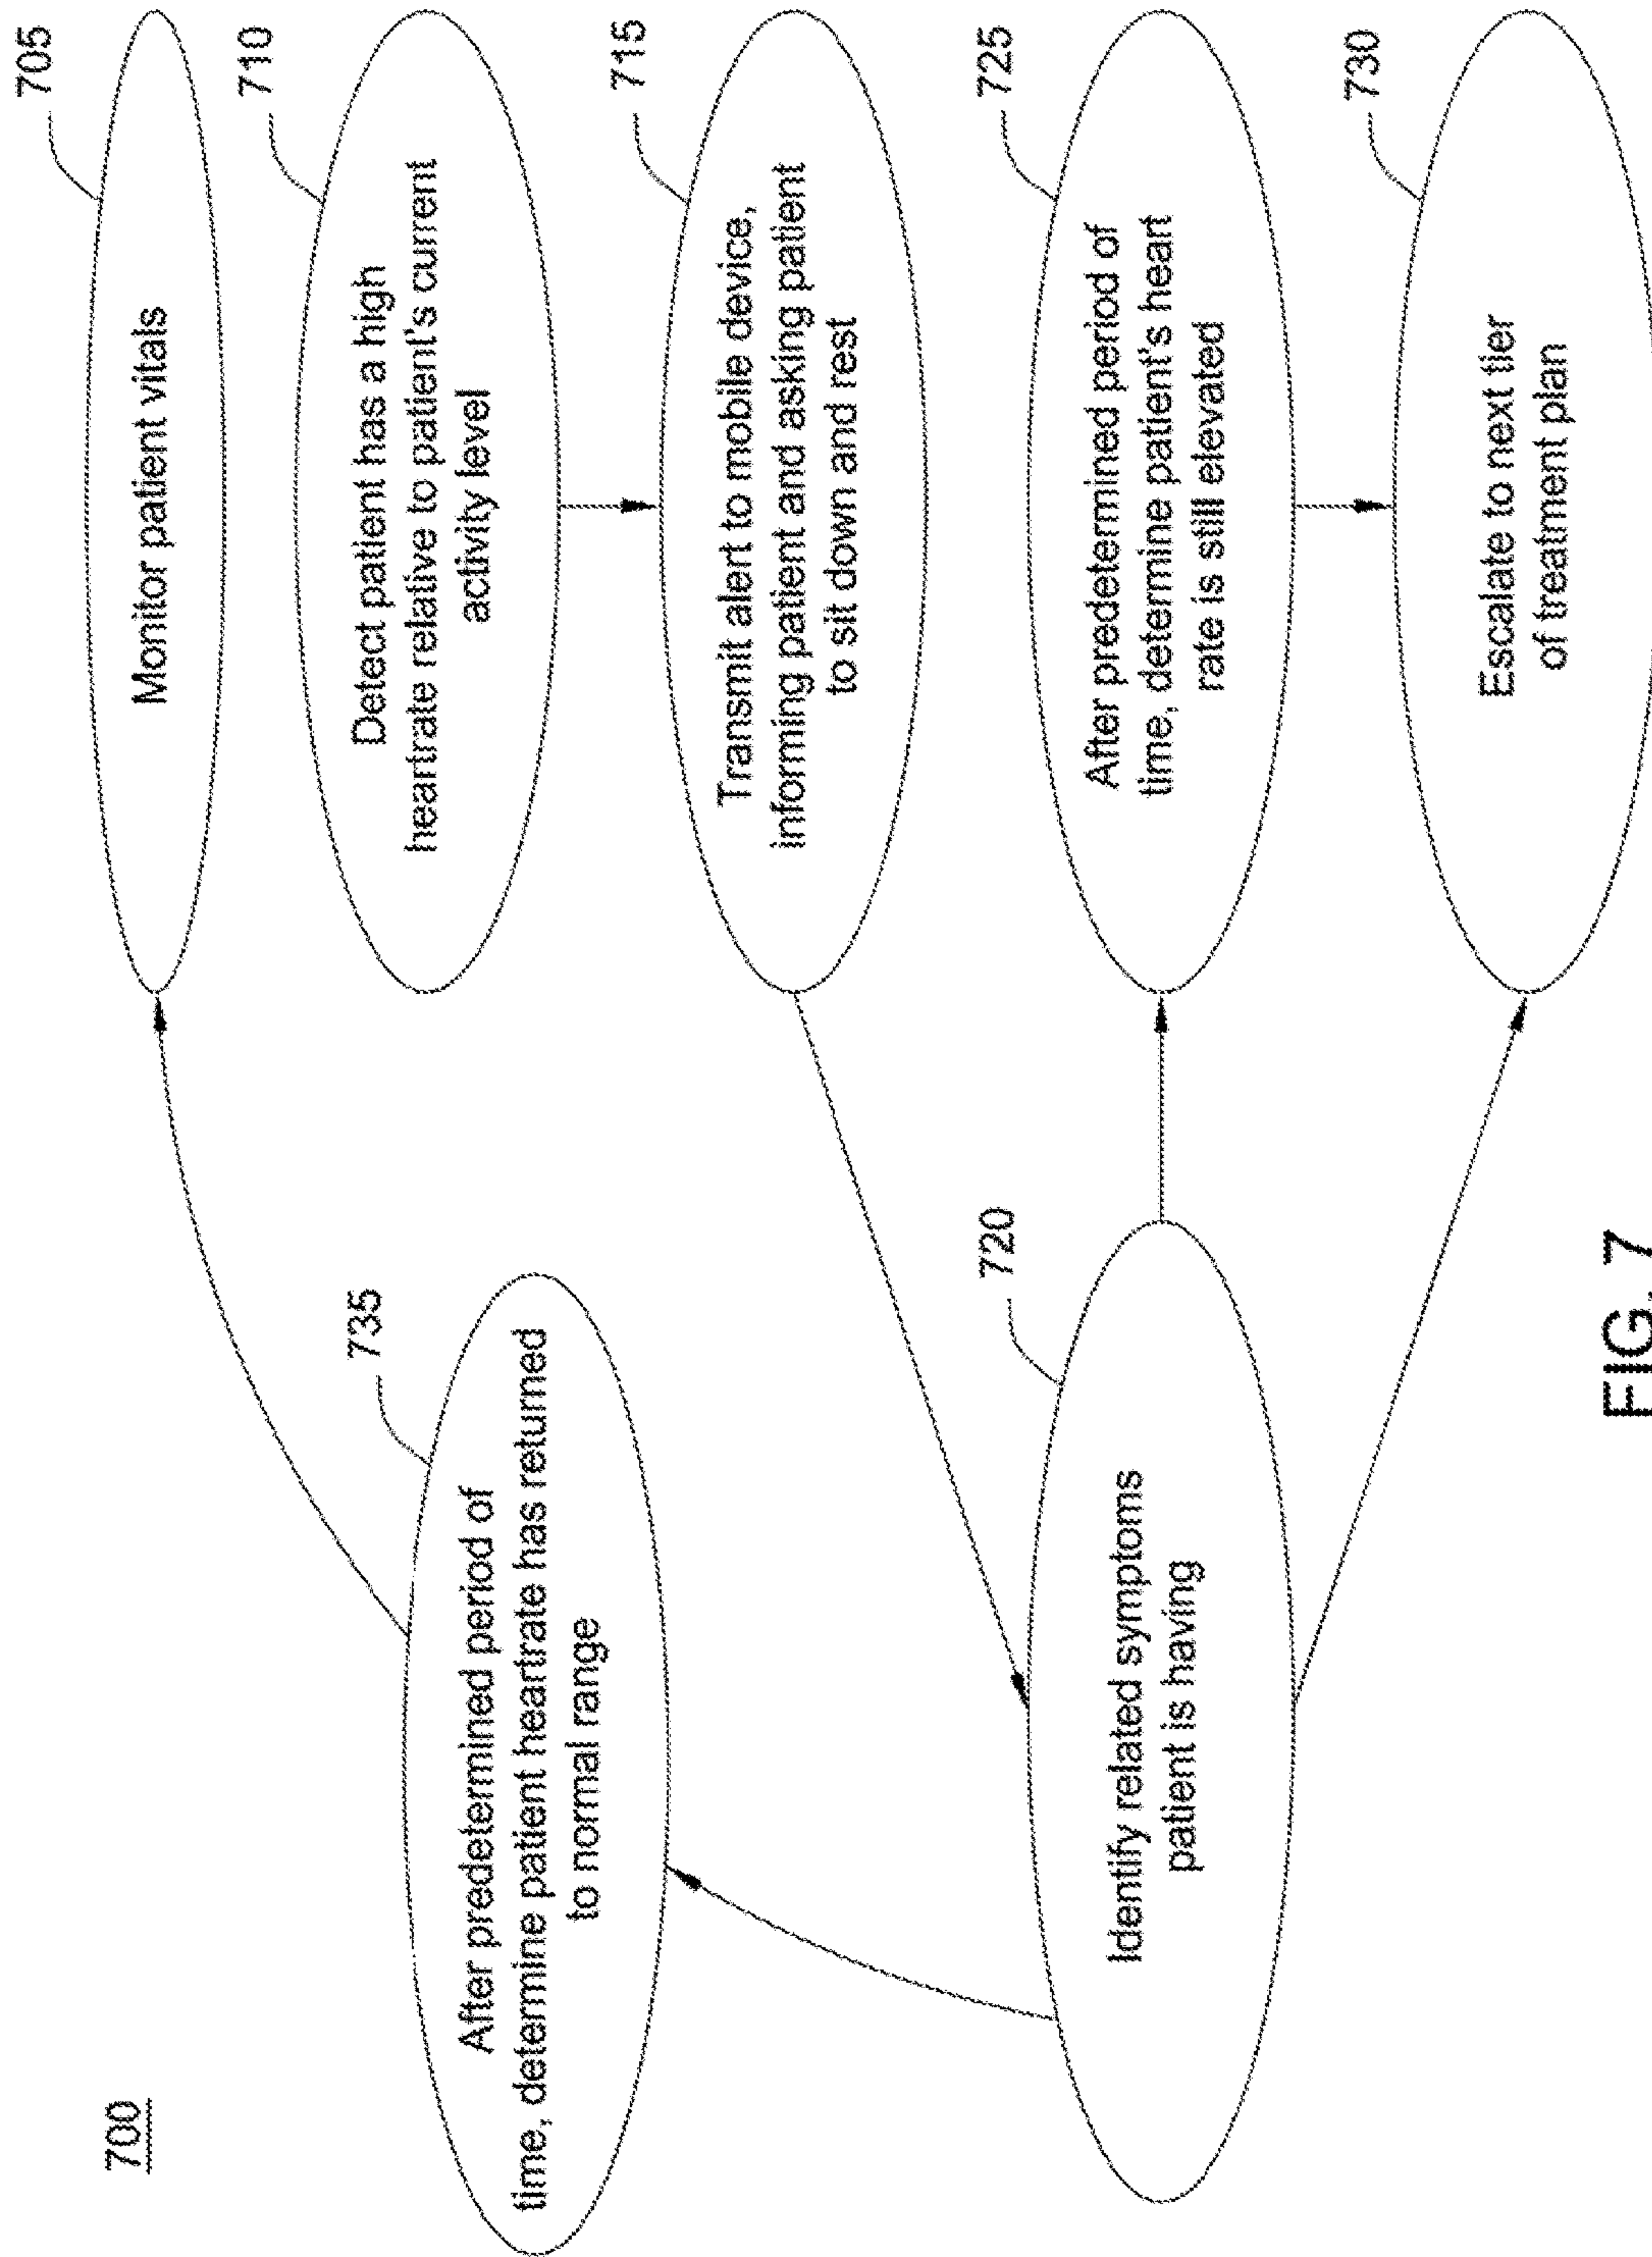 700
705
Monitor patient vitals
710
Detect patient has a high
heartrate relative to patient's current
activity level
735
After predetermined period of
time, determine patient heartrate has returned
to normal range
715
Transmit alert to mobile device,
informing patient and asking patient
to sit down and rest
720
Identify related symptoms
patient is having
725
After predetermined period of
time, determine patient's heart
rate is still elevated
730
Escalate to next tier
of treatment plan
FIG. 7